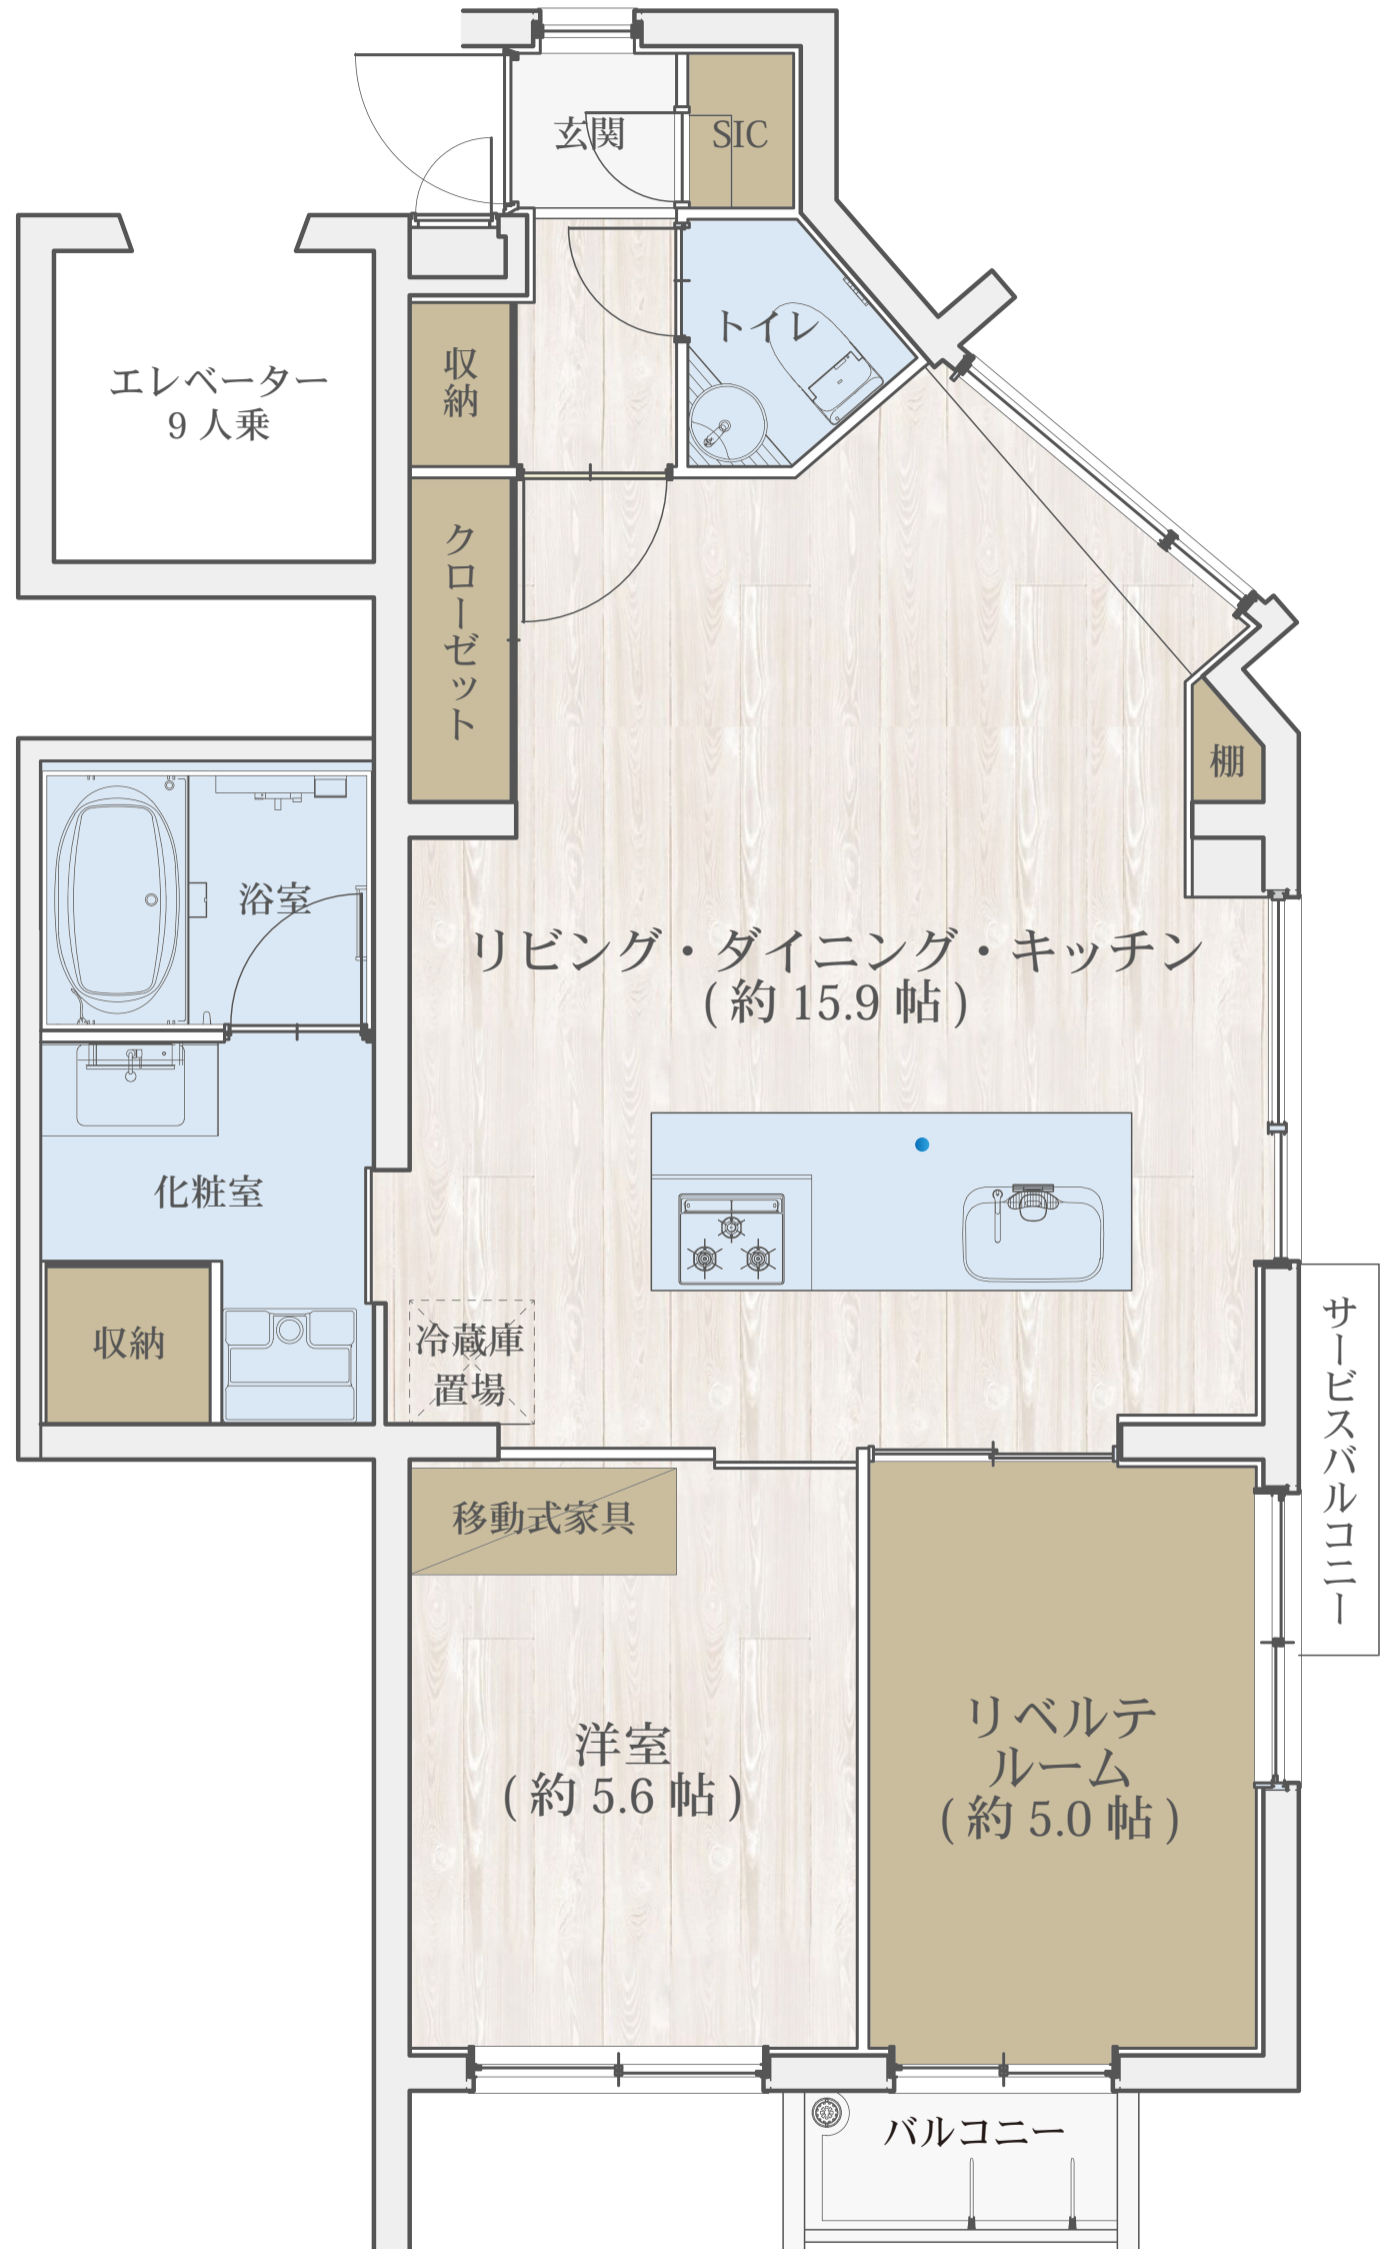 玄関
SIC
トイレ
収納
エレベーター
9 人乗
クローゼット
棚
浴室
リビング・ダイニング・キッチン
( 約 15.9 帖 )
化粧室
収納
冷蔵庫
置場
サービスバルコニー
移動式家具
洋室
( 約 5.6 帖 )
リベルテ
ルーム
( 約 5.0 帖 )
バルコニー